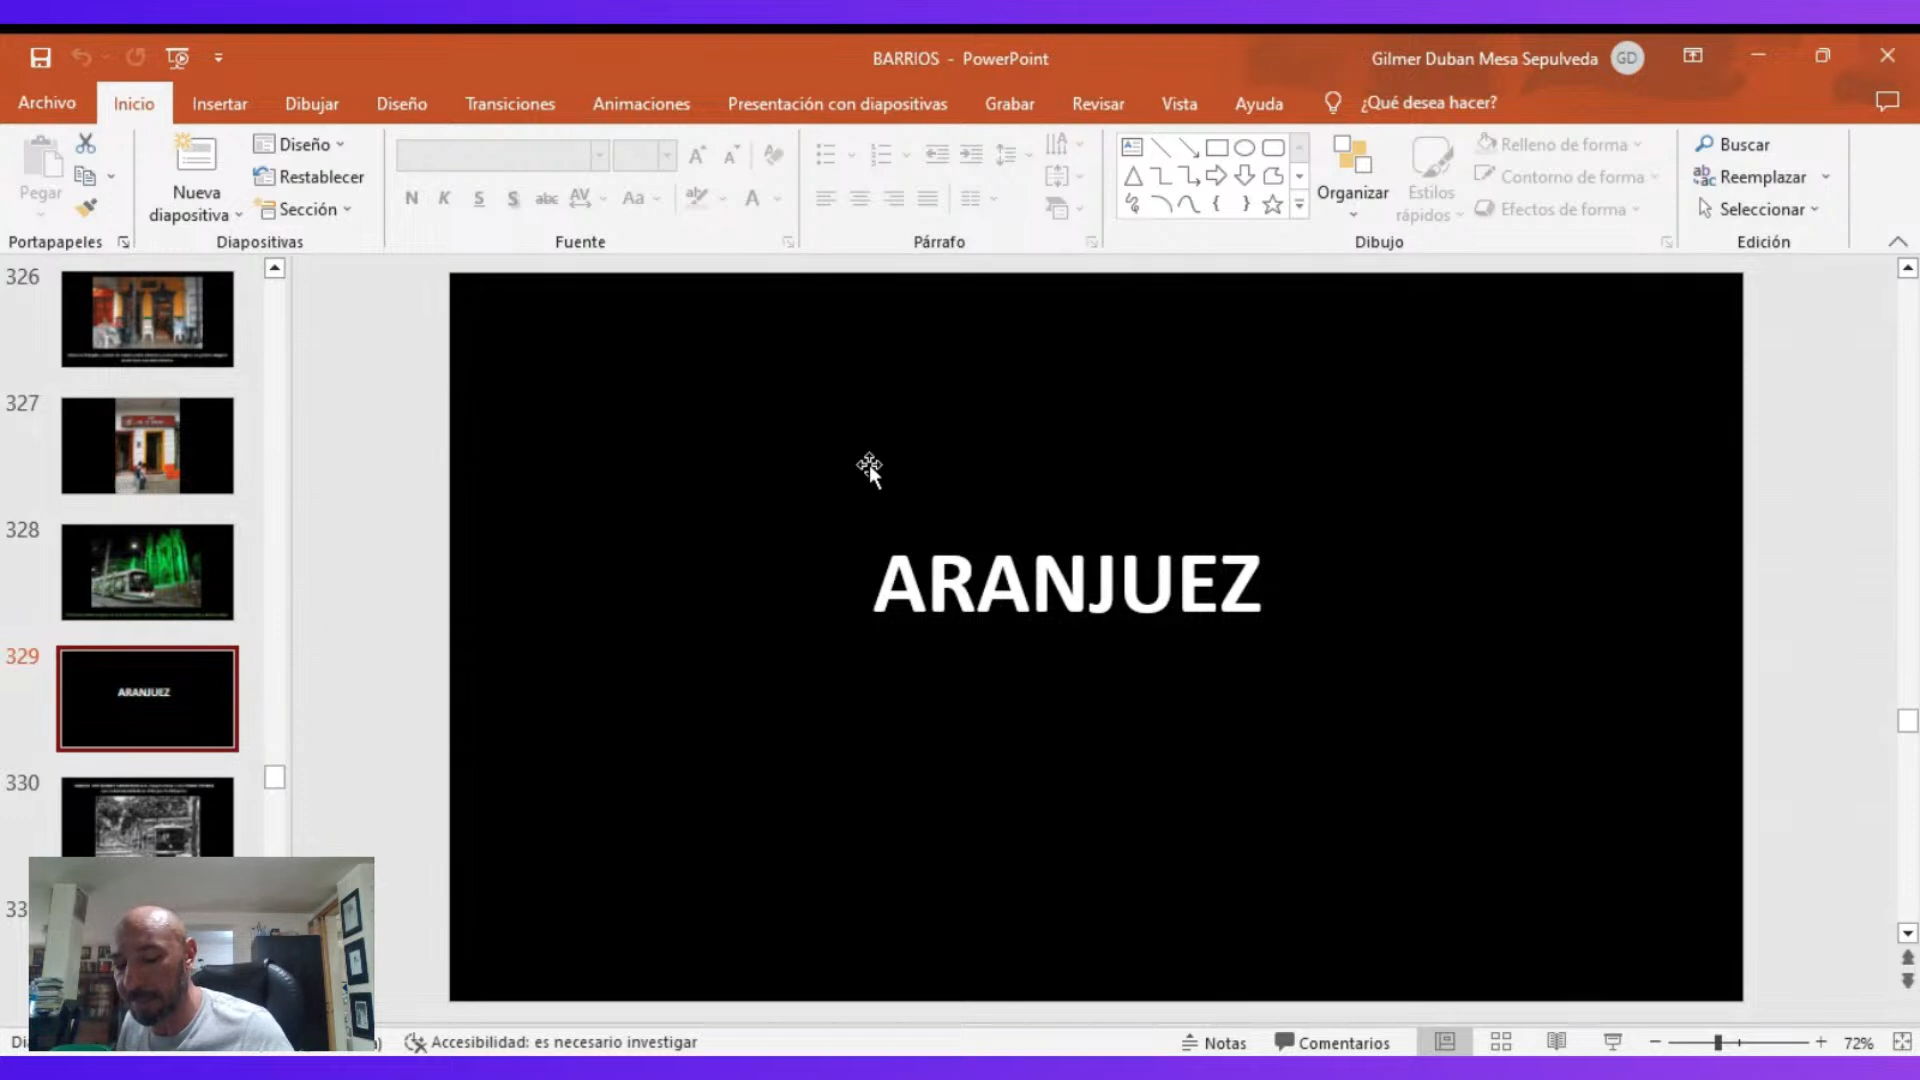 BARRIOS - PowerPoint
Gilmer Duban Mesa Sepulveda
GD
Archivo
Inicio
Insertar
Dibujar
Diseño
Transiciones
Animaciones
Presentación con diapositivas
Grabar
Revisar
Vista
Ayuda
¿Qué desea hacer?
Pegar
Nueva
diapositiva
Diseño
Restablecer
Sección
N K S S abc AV Aa A
Organizar
Estilos
rápidos
Relleno de forma
Contorno de forma
Efectos de forma
Buscar
Reemplazar
Seleccionar
Portapapeles
Diapositivas
Fuente
Párrafo
Dibujo
Edición
326
327
328
329
ARANJUEZ
330
ARANJUEZ
Accesibilidad: es necesario investigar
Notas
Comentarios
72%